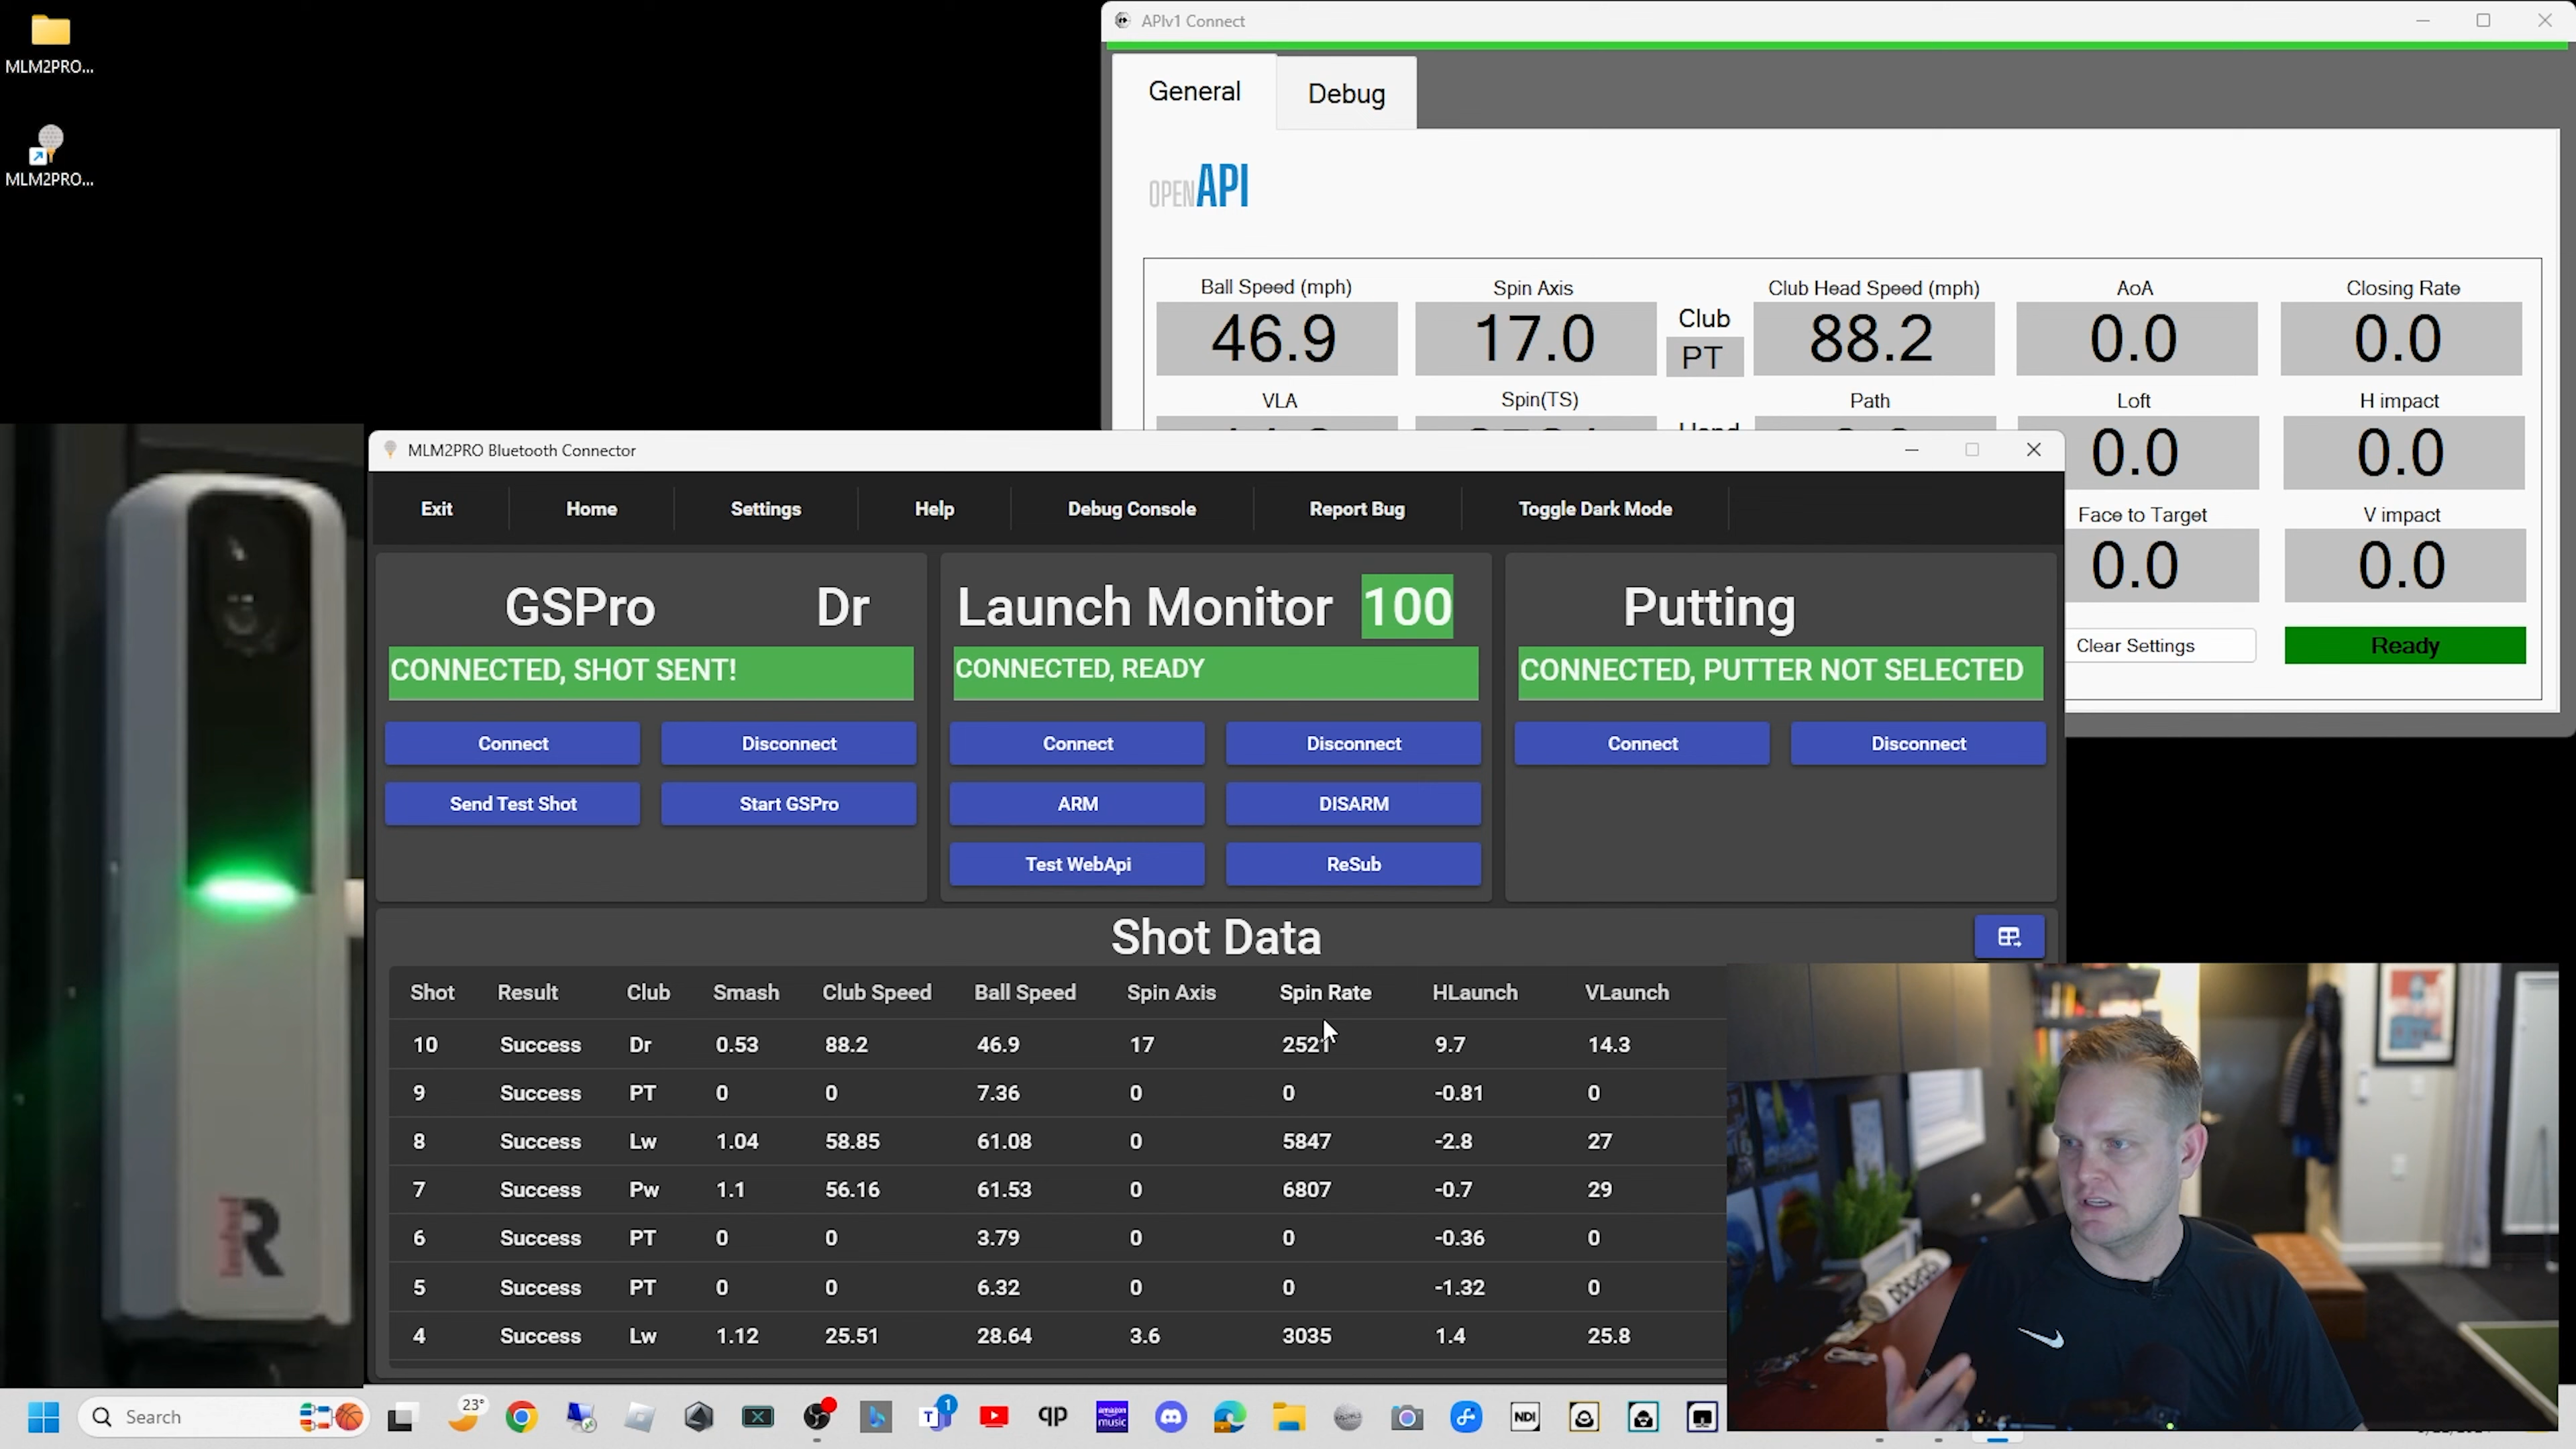 MLM2PRO...
MLM2PRO...
APIv1 Connect
General
Debug
OPENAPI
Ball Speed (mph)
Spin Axis
Club Head Speed (mph)
AoA
Closing Rate
46.9
17.0
Club
PT
88.2
0.0
0.0
VLA
Spin(TS)
Path
Loft
H impact
0.0
0.0
Face to Target
V impact
0.0
0.0
Clear Settings
Ready
MLM2PRO Bluetooth Connector
Exit
Home
Settings
Help
Debug Console
Report Bug
Toggle Dark Mode
GSPro
Dr
CONNECTED, SHOT SENT!
Connect
Disconnect
Send Test Shot
Start GSPro
Launch Monitor
100
CONNECTED, READY
Connect
Disconnect
ARM
DISARM
Test WebApi
ReSub
Putting
CONNECTED, PUTTER NOT SELECTED
Connect
Disconnect
Shot Data
Shot Result Club Smash Club Speed Ball Speed Spin Axis Spin Rate HLaunch VLaunch
10 Success Dr 0.53 88.2 46.9 17 2521 9.7 14.3
9 Success PT 0 0 7.36 0 0 -0.81 0
8 Success Lw 1.04 58.85 61.08 0 5847 -2.8 27
7 Success Pw 1.1 56.16 61.53 0 6807 -0.7 29
6 Success PT 0 0 3.79 0 0 -0.36 0
5 Success PT 0 0 6.32 0 0 -1.32 0
4 Success Lw 1.12 25.51 28.64 3.6 3035 1.4 25.8
R
Search
23°
T
1
amazon music
NDI